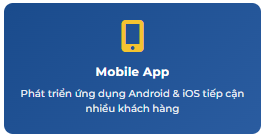 Mobile App
Phát triển ứng dụng Android & iOS tiếp cận
nhiều khách hàng